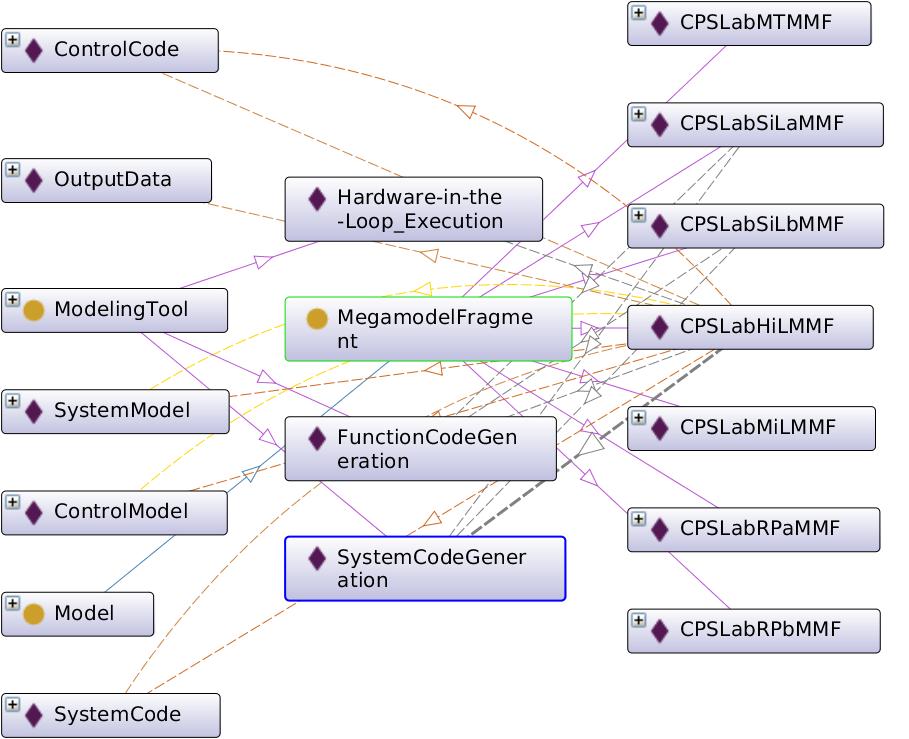 ControlCode
OutputData
ModelingTool
SystemModel
ControlModel
Model
SystemCode
Hardware-in-the
-Loop_Execution
MegamodelFragme
nt
FunctionCodeGen
eration
SystemCodeGener
ation
CPSLabMTMMF
CPSLabSiLaMMF
CPSLabSiLbMMF
CPSLabHiLMMF
CPSLabMiLMMF
CPSLabRPaMMF
CPSLabRPbMMF